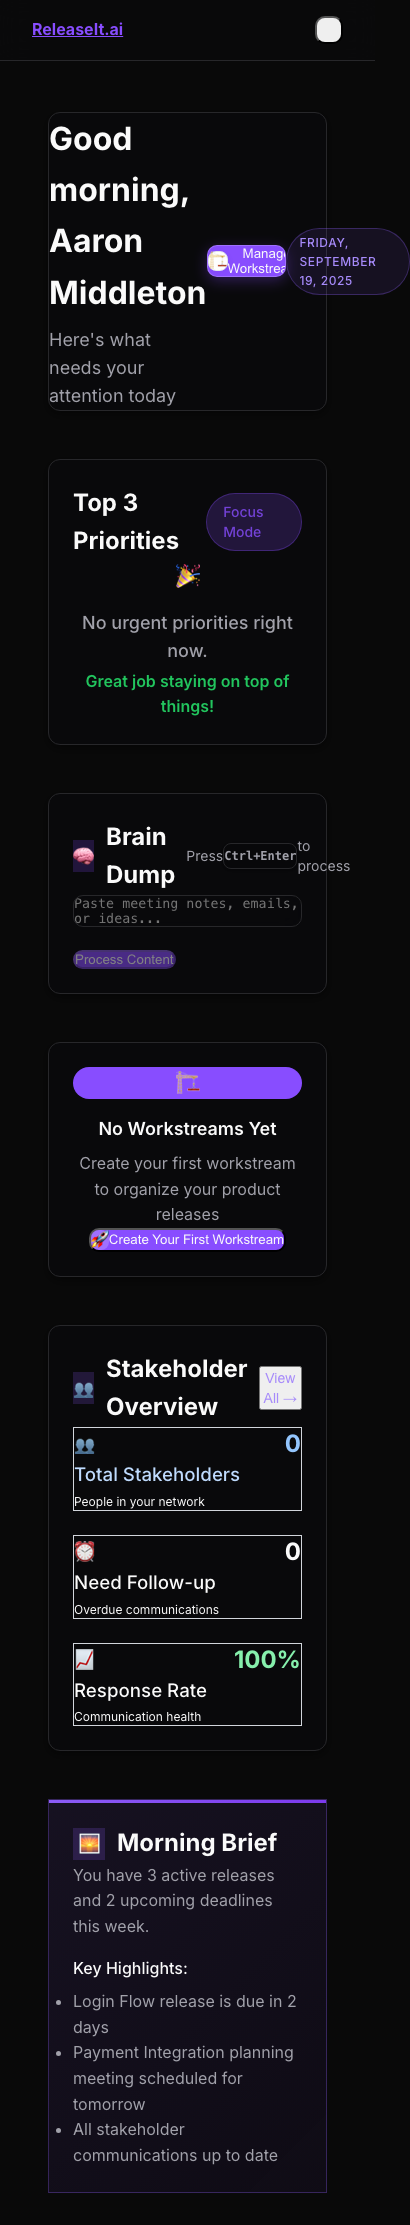 ReleaseIt.ai
Good
morning,
Aaron
Middleton
Here's what
needs your
attention today
Manage
Workstreams
FRIDAY,
SEPTEMBER
19, 2025
Top 3
Priorities
Focus
Mode
No urgent priorities right
now.
Great job staying on top of
things!
Brain
Dump
Press Ctrl+Enter to
process
Paste meeting notes, emails,
or ideas...
Process Content
No Workstreams Yet
Create your first workstream
to organize your product
releases
Create Your First Workstream
Stakeholder
Overview
View
All →
0
Total Stakeholders
People in your network
0
Need Follow-up
Overdue communications
100%
Response Rate
Communication health
Morning Brief
You have 3 active releases
and 2 upcoming deadlines
this week.
Key Highlights:
• Login Flow release is due in 2
days
• Payment Integration planning
meeting scheduled for
tomorrow
• All stakeholder
communications up to date